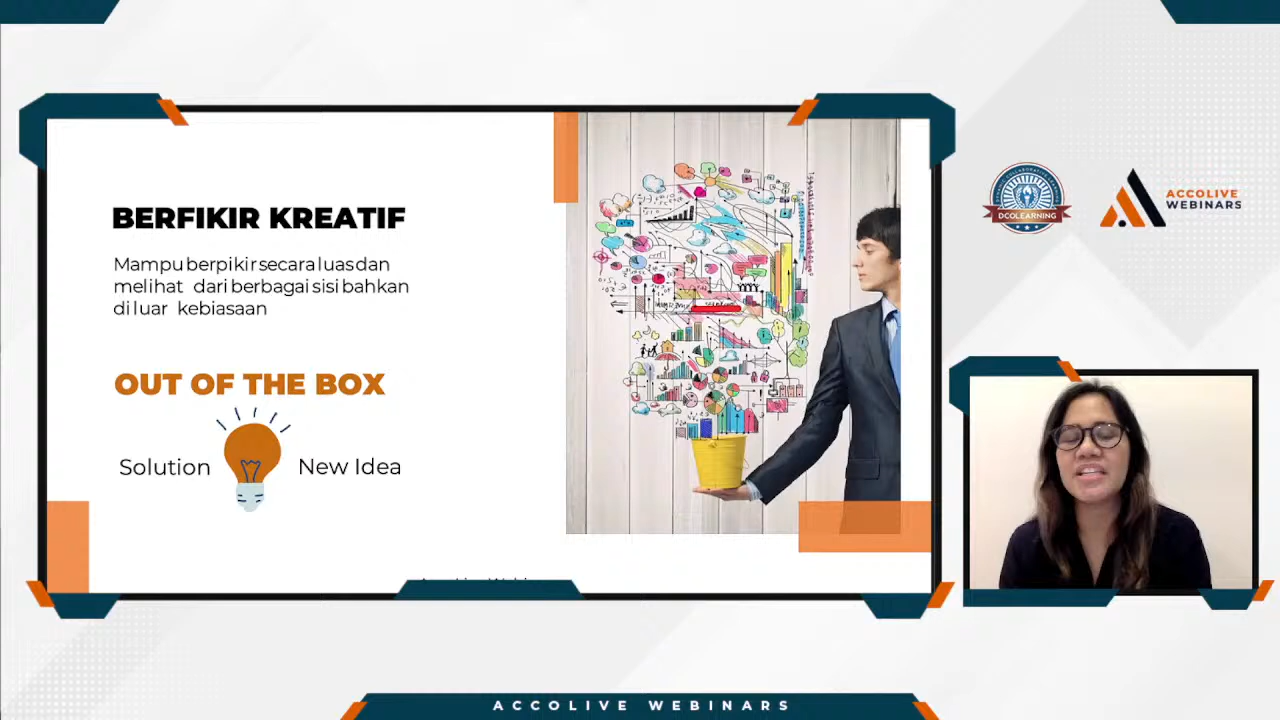 BERFIKIR KREATIF
Mampu berpikir secara luas dan
melihat dari berbagai sisi bahkan
di luar kebiasaan
OUT OF THE BOX
Solution
New Idea
DCOLEARNING
ACCOLIVE
WEBINARS
ACCOLIVE WEBINARS